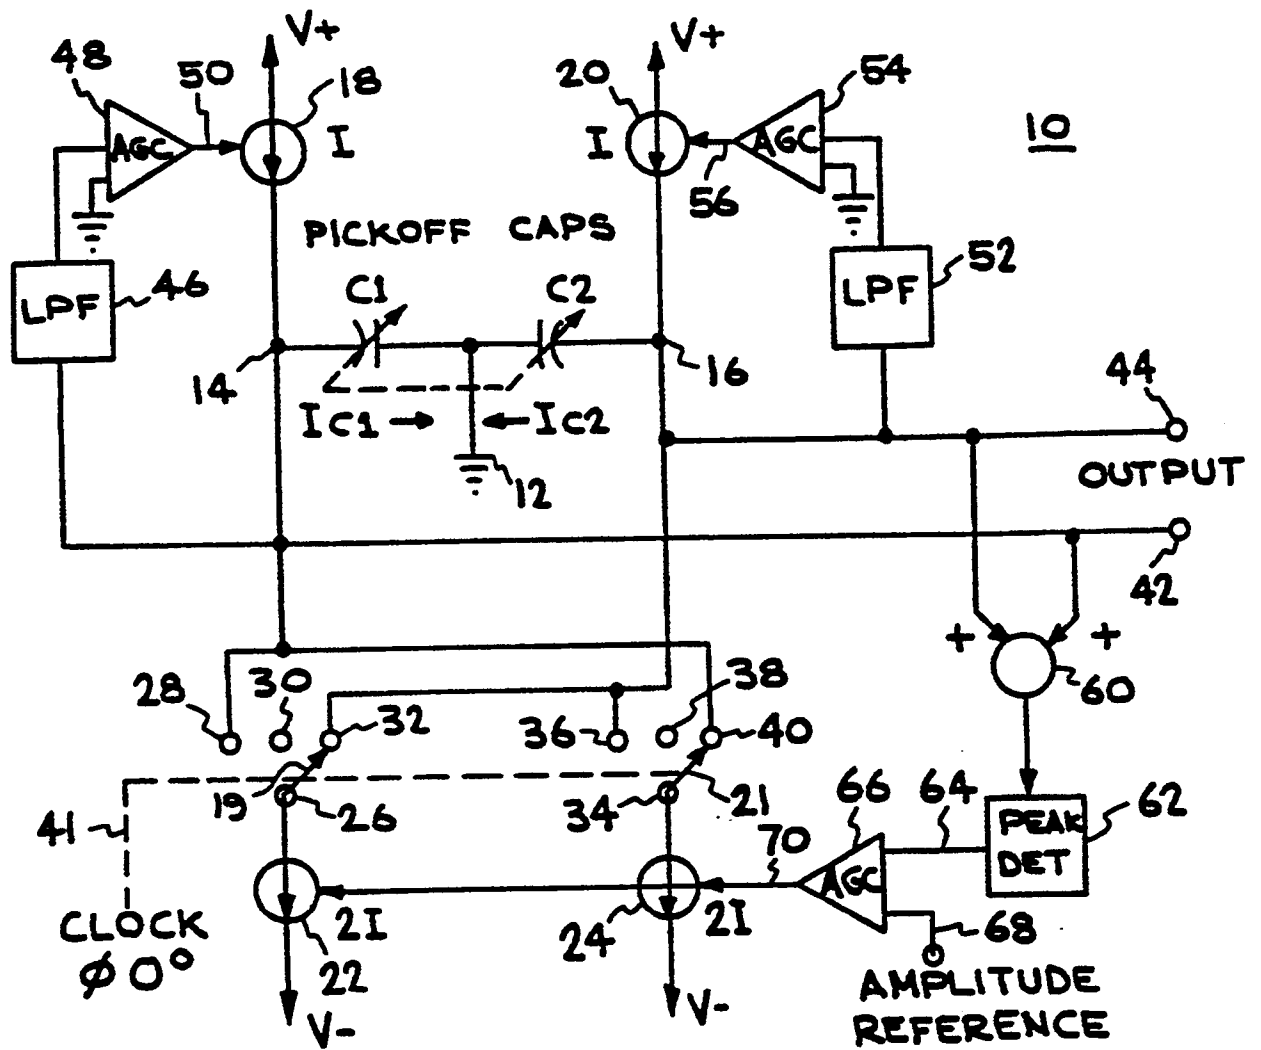 V+
V+
48
50
18
20
54
AGC
I
I
AGC
10
56
PICKOFF CAPS
LPF
46
C1
C2
LPF
52
14
16
44
IC1
IC2
12
OUTPUT
42
+
+
28
30
32
36
38
40
60
19
26
34
21
66
64
62
41
70
PEAK
DET
AGC
CLOCK
2I
24
2I
68
Ø 0°
22
AMPLITUDE
V-
V-
REFERENCE